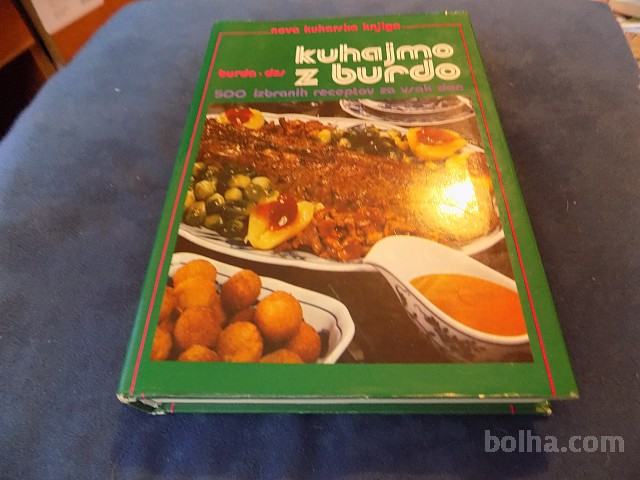 nova kuharska knjiga
kuhajmo
burda · dzs z burdo
500 izbranih receptov za vsak dan
bolha.com